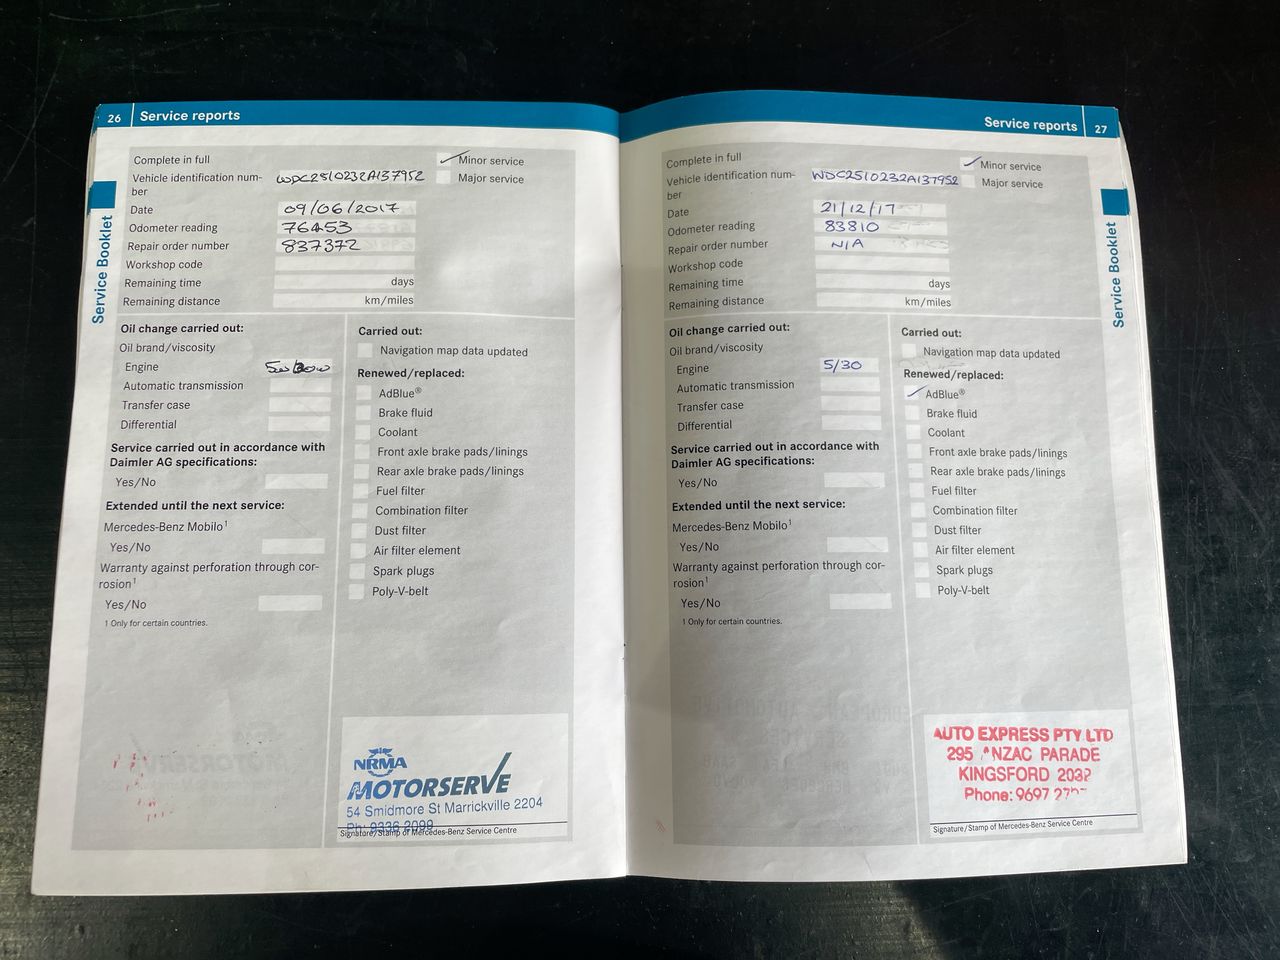 26 Service reports
Complete in full
Minor service
Vehicle identification num-
ber
WDC2510232A137952
Major service
Date 09/06/2017
Odometer reading 76453
Repair order number 837372
Workshop code
Remaining time days
Remaining distance km/miles
Service Booklet
Oil change carried out:
Oil brand/viscosity
Engine
Automatic transmission
Transfer case
Differential
Service carried out in accordance with
Daimler AG specifications:
Yes/No
Extended until the next service:
Mercedes-Benz Mobilo1
Yes/No
Warranty against perforation through cor-
rosion1
Yes/No
1 Only for certain countries.
Carried out:
Navigation map data updated
Renewed/replaced:
AdBlue®
Brake fluid
Coolant
Front axle brake pads/linings
Rear axle brake pads/linings
Fuel filter
Combination filter
Dust filter
Air filter element
Spark plugs
Poly-V-belt
NRMA
MOTORSERVE
54 Smidmore St Marrickville 2204
Ph: 9336 2099
Signature/Stamp of Mercedes-Benz Service Centre
Service reports 27
Complete in full
Minor service
Vehicle identification num-
ber
WDC2510232A137952
Major service
Date 21/12/17
Odometer reading 83810
Repair order number N/A
Workshop code
Remaining time days
Remaining distance km/miles
Service Booklet
Oil change carried out:
Oil brand/viscosity
Engine 5/30
Automatic transmission
Transfer case
Differential
Service carried out in accordance with
Daimler AG specifications:
Yes/No
Extended until the next service:
Mercedes-Benz Mobilo1
Yes/No
Warranty against perforation through cor-
rosion1
Yes/No
1 Only for certain countries.
Carried out:
Navigation map data updated
Renewed/replaced:
AdBlue®
Brake fluid
Coolant
Front axle brake pads/linings
Rear axle brake pads/linings
Fuel filter
Combination filter
Dust filter
Air filter element
Spark plugs
Poly-V-belt
AUTO EXPRESS PTY LTD
295 ANZAC PARADE
KINGSFORD 2032
Phone: 9697
Signature/Stamp of Mercedes-Benz Service Centre